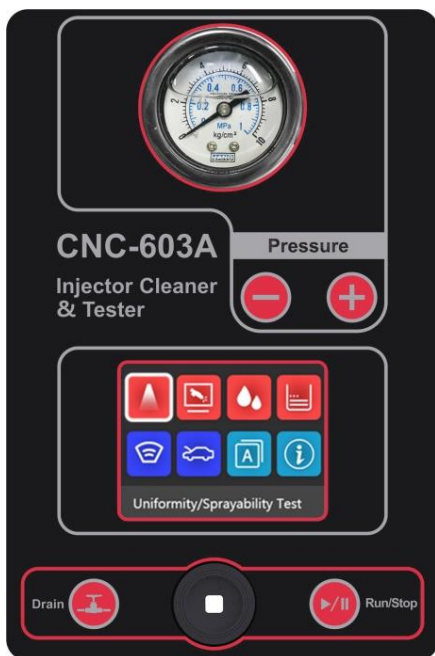 4
6
0.4
0.6
2
0.2
0.8
8
0
MPa
1
kg/cm²
10
CNC-603A
Pressure
Injector Cleaner
& Tester
A
i
Uniformity/Sprayability Test
Drain
Run/Stop